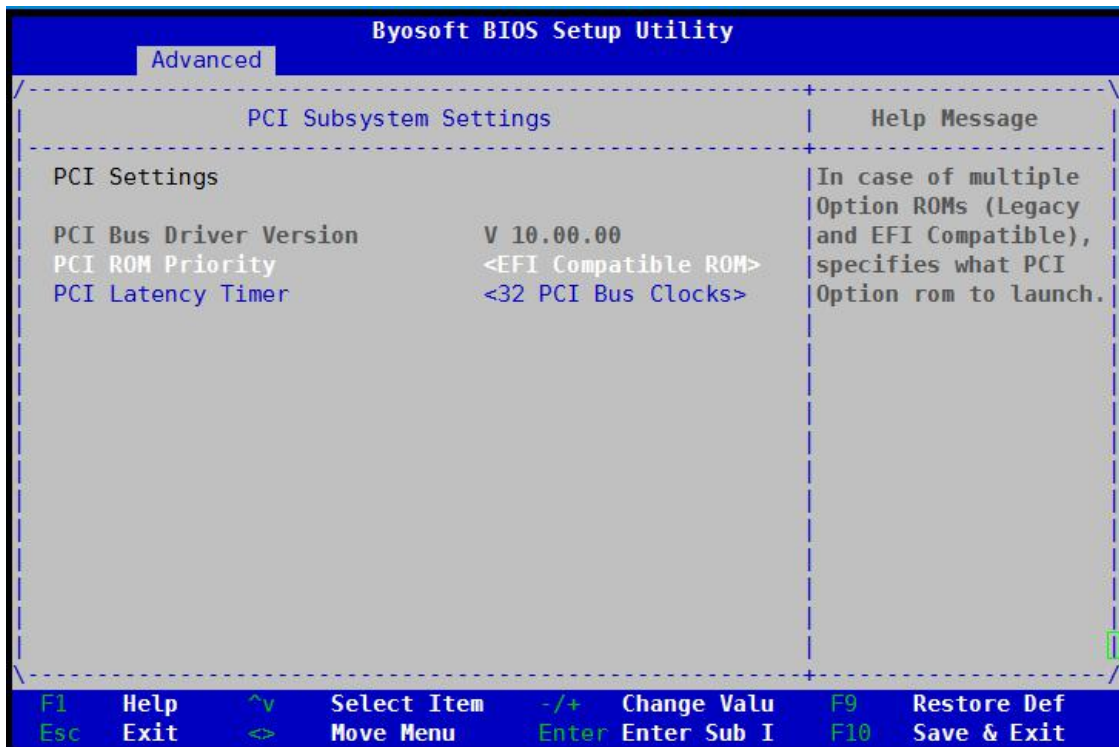 Byosoft BIOS Setup Utility
Advanced
PCI Subsystem Settings
Help Message
PCI Settings
In case of multiple
Option ROMs (Legacy
PCI Bus Driver Version V 10.00.00
and EFI Compatible),
PCI ROM Priority <EFI Compatible ROM>
specifies what PCI
PCI Latency Timer <32 PCI Bus Clocks>
Option rom to launch.
F1 Help ^v Select Item -/+ Change Valu F9 Restore Def
Esc Exit <> Move Menu Enter Enter Sub I F10 Save & Exit